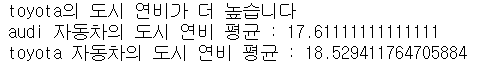 toyota의 도시 연비가 더 높습니다
audi 자동차의 도시 연비 평균 : 17.61111111111111
toyota 자동차의 도시 연비 평균 : 18.529411764705884